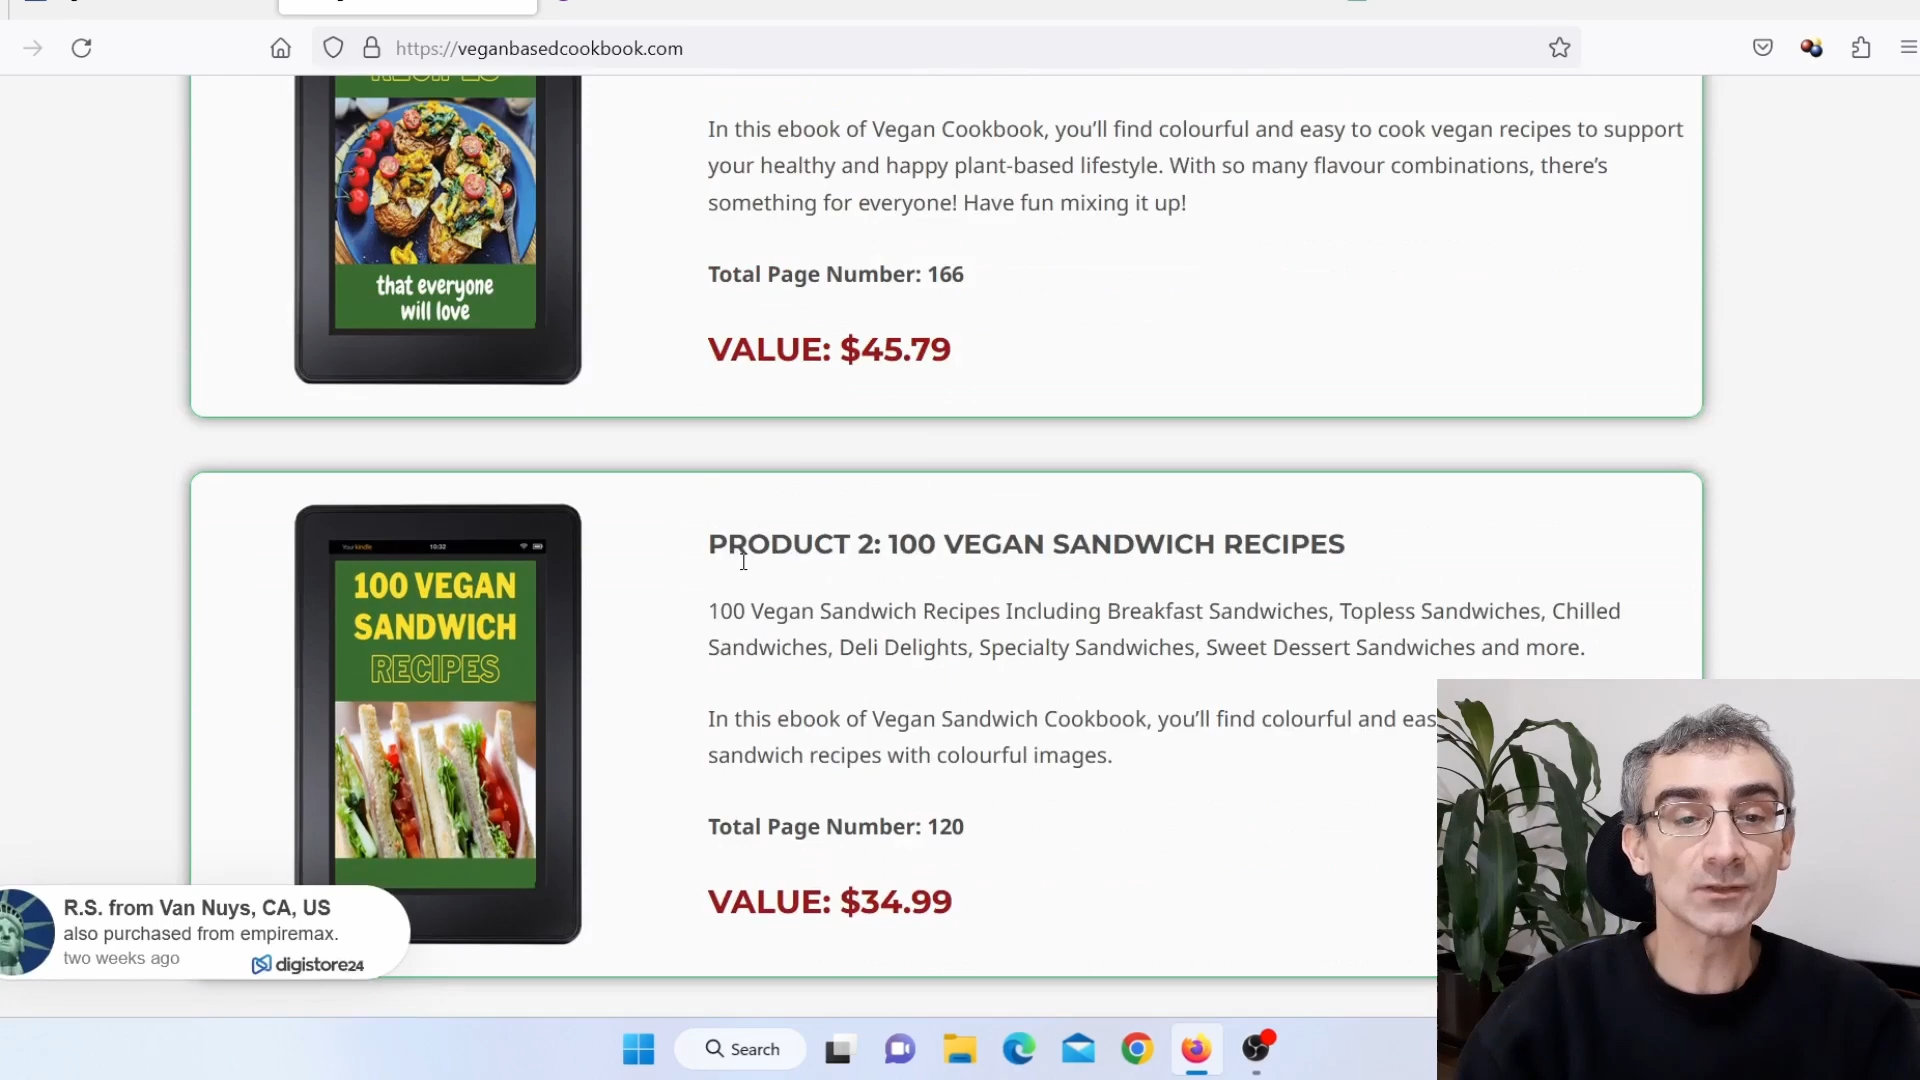 https://veganbasedcookbook.com
RECIPES
that everyone
will love
In this ebook of Vegan Cookbook, you’ll find colourful and easy to cook vegan recipes to support
your healthy and happy plant-based lifestyle. With so many flavour combinations, there’s
something for everyone! Have fun mixing it up!
Total Page Number: 166
VALUE: $45.79
Your kindle
10:32
100 VEGAN
SANDWICH
RECIPES
PRODUCT 2: 100 VEGAN SANDWICH RECIPES
100 Vegan Sandwich Recipes Including Breakfast Sandwiches, Topless Sandwiches, Chilled
Sandwiches, Deli Delights, Specialty Sandwiches, Sweet Dessert Sandwiches and more.
In this ebook of Vegan Sandwich Cookbook, you’ll find colourful and eas
sandwich recipes with colourful images.
Total Page Number: 120
VALUE: $34.99
R.S. from Van Nuys, CA, US
also purchased from empiremax.
two weeks ago
digistore24
Search